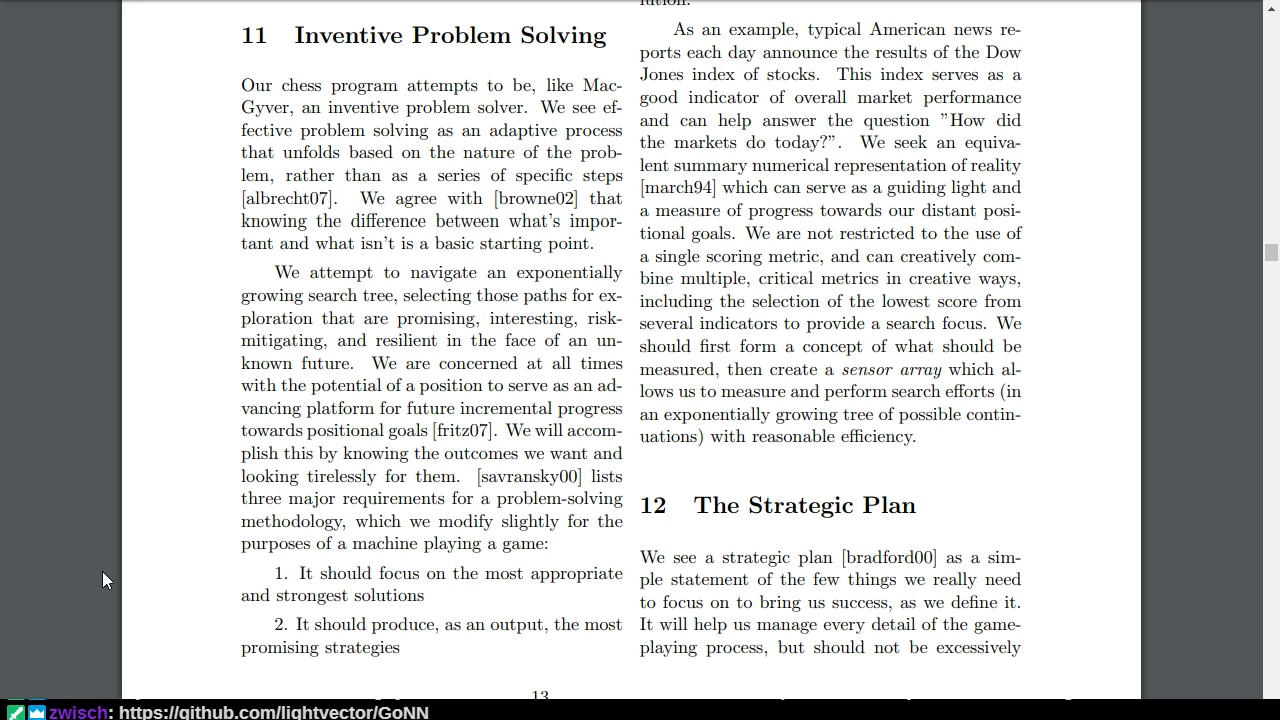 11 Inventive Problem Solving
Our chess program attempts to be, like Mac-
Gyver, an inventive problem solver. We see ef-
fective problem solving as an adaptive process
that unfolds based on the nature of the prob-
lem, rather than as a series of specific steps
[albrecht07]. We agree with [browne02] that
knowing the difference between what's impor-
tant and what isn't is a basic starting point.
We attempt to navigate an exponentially
growing search tree, selecting those paths for ex-
ploration that are promising, interesting, risk-
mitigating, and resilient in the face of an un-
known future. We are concerned at all times
with the potential of a position to serve as an ad-
vancing platform for future incremental progress
towards positional goals [fritz07]. We will accom-
plish this by knowing the outcomes we want and
looking tirelessly for them. [savransky00] lists
three major requirements for a problem-solving
methodology, which we modify slightly for the
purposes of a machine playing a game:
1. It should focus on the most appropriate
and strongest solutions
2. It should produce, as an output, the most
promising strategies
lution.
As an example, typical American news re-
ports each day announce the results of the Dow
Jones index of stocks. This index serves as a
good indicator of overall market performance
and can help answer the question ”How did
the markets do today?”. We seek an equiva-
lent summary numerical representation of reality
[march94] which can serve as a guiding light and
a measure of progress towards our distant posi-
tional goals. We are not restricted to the use of
a single scoring metric, and can creatively com-
bine multiple, critical metrics in creative ways,
including the selection of the lowest score from
several indicators to provide a search focus. We
should first form a concept of what should be
measured, then create a sensor array which al-
lows us to measure and perform search efforts (in
an exponentially growing tree of possible contin-
uations) with reasonable efficiency.
12 The Strategic Plan
We see a strategic plan [bradford00] as a sim-
ple statement of the few things we really need
to focus on to bring us success, as we define it.
It will help us manage every detail of the game-
playing process, but should not be excessively
13
zwisch: https://github.com/lightvector/GoNN